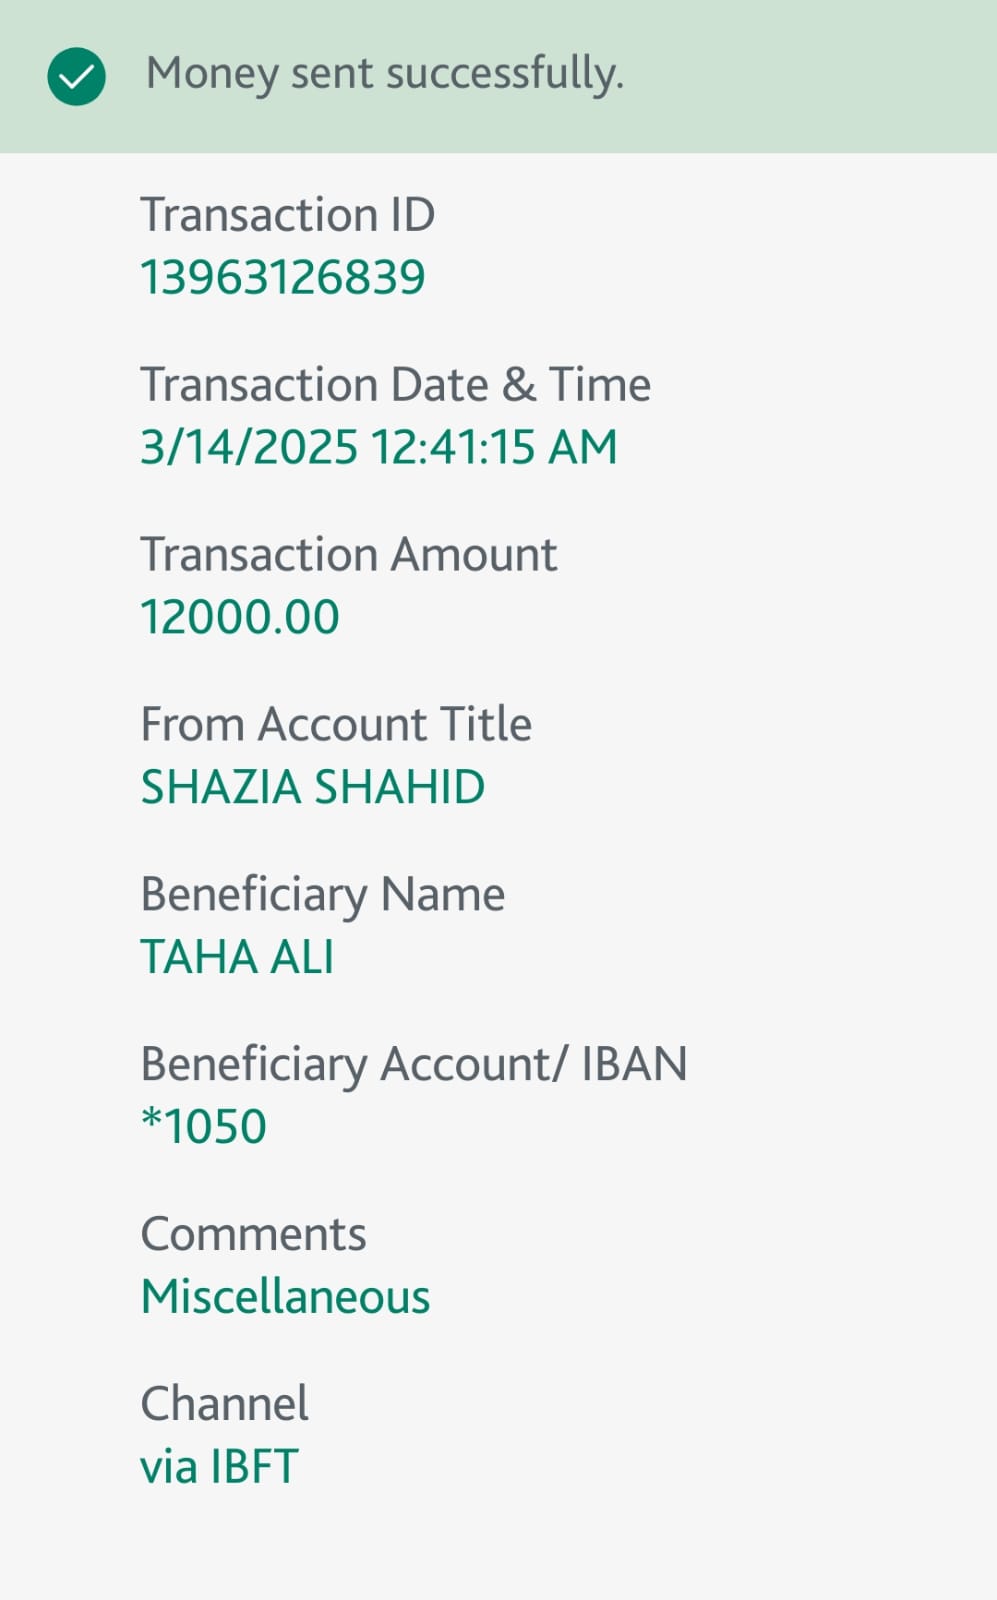 Money sent successfully.
Transaction ID
13963126839
Transaction Date & Time
3/14/2025 12:41:15 AM
Transaction Amount
12000.00
From Account Title
SHAZIA SHAHID
Beneficiary Name
TAHA ALI
Beneficiary Account/ IBAN
*1050
Comments
Miscellaneous
Channel
via IBFT